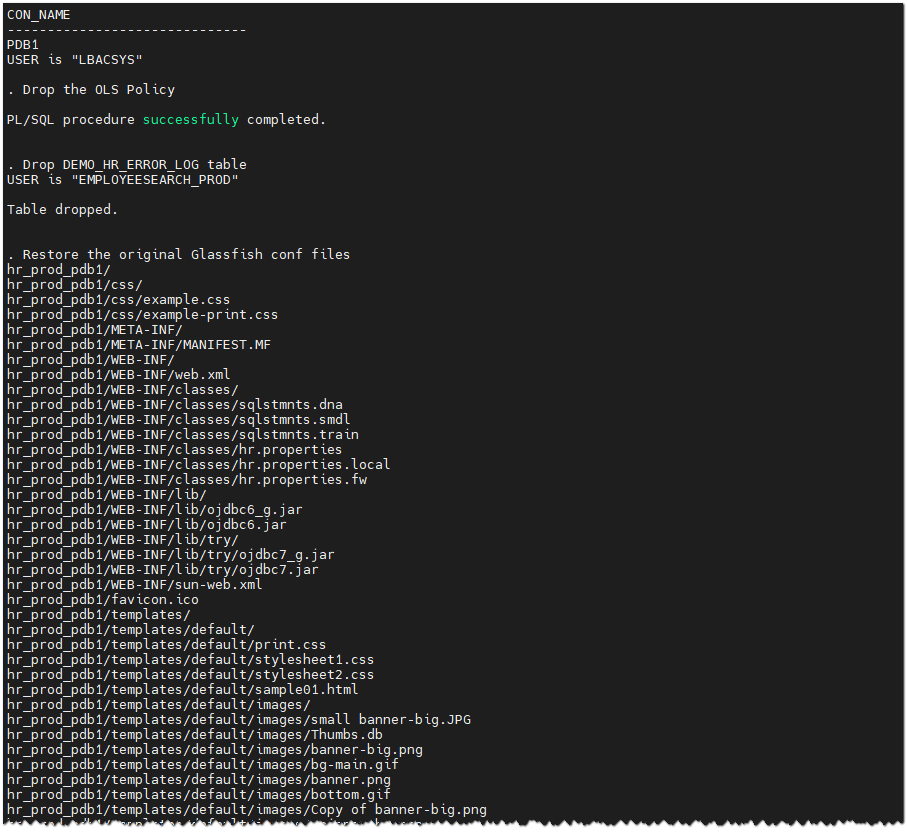 CON_NAME
------------------------------
PDB1
USER is "LBACSYS"
. Drop the OLS Policy
PL/SQL procedure successfully completed.
. Drop DEMO_HR_ERROR_LOG table
USER is "EMPLOYEESEARCH_PROD"
Table dropped.
. Restore the original Glassfish conf files
hr_prod_pdb1/
hr_prod_pdb1/css/
hr_prod_pdb1/css/example.css
hr_prod_pdb1/css/example-print.css
hr_prod_pdb1/META-INF/
hr_prod_pdb1/META-INF/MANIFEST.MF
hr_prod_pdb1/WEB-INF/
hr_prod_pdb1/WEB-INF/web.xml
hr_prod_pdb1/WEB-INF/classes/
hr_prod_pdb1/WEB-INF/classes/sqlstmnts.dna
hr_prod_pdb1/WEB-INF/classes/sqlstmnts.smdl
hr_prod_pdb1/WEB-INF/classes/sqlstmnts.train
hr_prod_pdb1/WEB-INF/classes/hr.properties
hr_prod_pdb1/WEB-INF/classes/hr.properties.local
hr_prod_pdb1/WEB-INF/classes/hr.properties.fw
hr_prod_pdb1/WEB-INF/lib/
hr_prod_pdb1/WEB-INF/lib/ojdbc6_g.jar
hr_prod_pdb1/WEB-INF/lib/ojdbc6.jar
hr_prod_pdb1/WEB-INF/lib/try/
hr_prod_pdb1/WEB-INF/lib/try/ojdbc7_g.jar
hr_prod_pdb1/WEB-INF/lib/try/ojdbc7.jar
hr_prod_pdb1/WEB-INF/sun-web.xml
hr_prod_pdb1/favicon.ico
hr_prod_pdb1/templates/
hr_prod_pdb1/templates/default/
hr_prod_pdb1/templates/default/print.css
hr_prod_pdb1/templates/default/stylesheet1.css
hr_prod_pdb1/templates/default/stylesheet2.css
hr_prod_pdb1/templates/default/sample01.html
hr_prod_pdb1/templates/default/images/
hr_prod_pdb1/templates/default/images/small banner-big.JPG
hr_prod_pdb1/templates/default/images/Thumbs.db
hr_prod_pdb1/templates/default/images/banner-big.png
hr_prod_pdb1/templates/default/images/bg-main.gif
hr_prod_pdb1/templates/default/images/banner.png
hr_prod_pdb1/templates/default/images/bottom.gif
hr_prod_pdb1/templates/default/images/Copy of banner-big.png